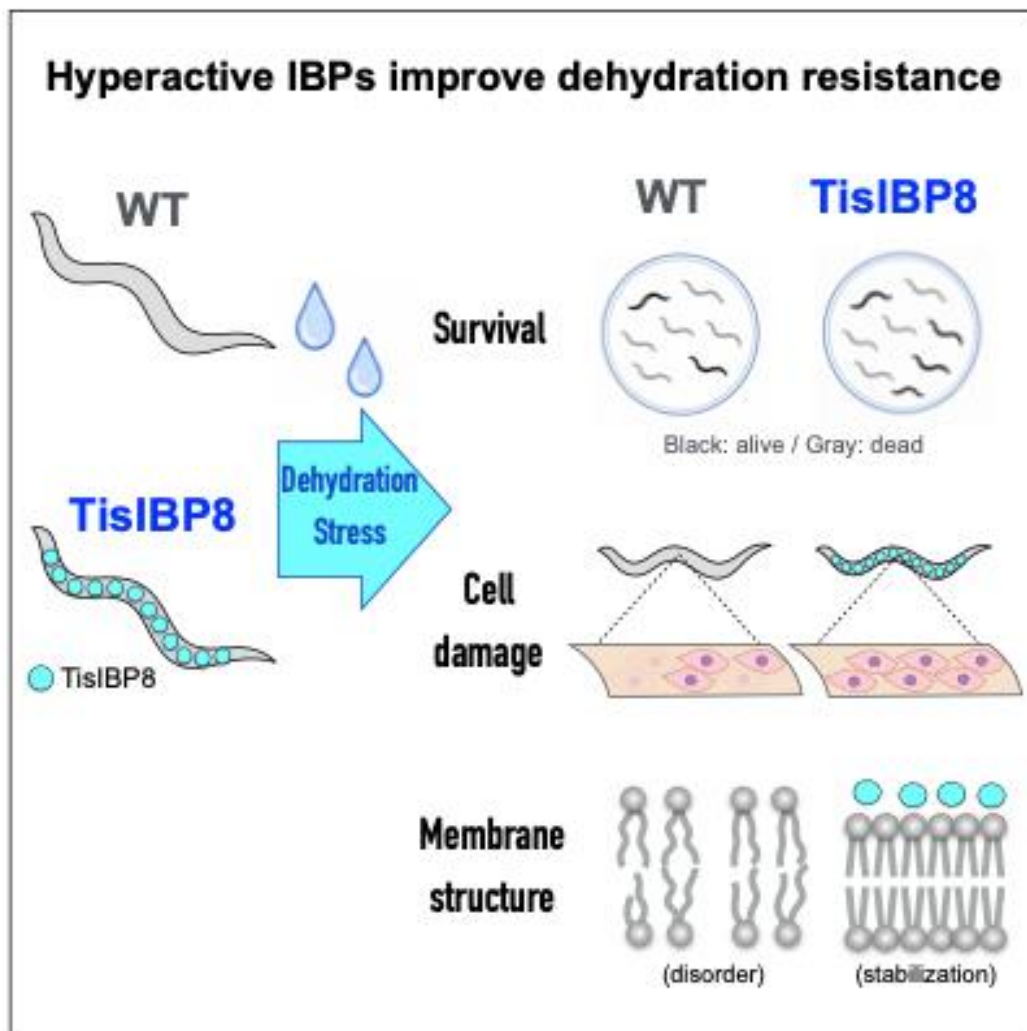 Hyperactive IBPs improve dehydration resistance
WT
TisIBP8
TisIBP8
Dehydration
Stress
WT
TisIBP8
Survival
Black: alive / Gray: dead
Cell
damage
Membrane
structure
(disorder)
(stabilization)